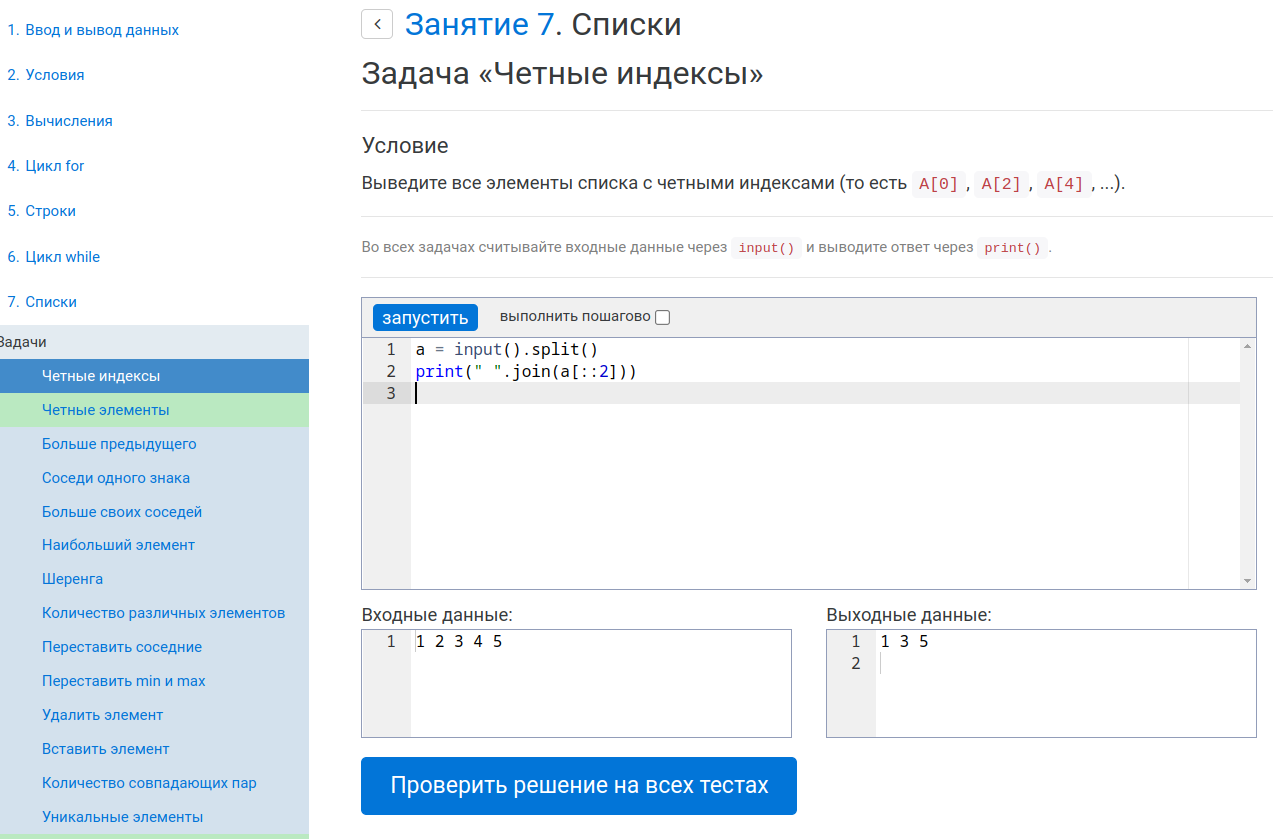 1. Ввод и вывод данных
2. Условия
3. Вычисления
4. Цикл for
5. Строки
6. Цикл while
7. Списки
Задачи
Четные индексы
Четные элементы
Больше предыдущего
Соседи одного знака
Больше своих соседей
Наибольший элемент
Шеренга
Количество различных элементов
Переставить соседние
Переставить min и max
Удалить элемент
Вставить элемент
Количество совпадающих пар
Уникальные элементы
Занятие 7. Списки
Задача «Четные индексы»
Условие
Выведите все элементы списка с четными индексами (то есть A[0] , A[2] , A[4] , ...).
Во всех задачах считывайте входные данные через input() и выводите ответ через print() .
запустить выполнить пошагово
1 a = input().split()
2 print(" ".join(a[::2]))
3
Входные данные:
1 1 2 3 4 5
Выходные данные:
1 1 3 5
2
Проверить решение на всех тестах